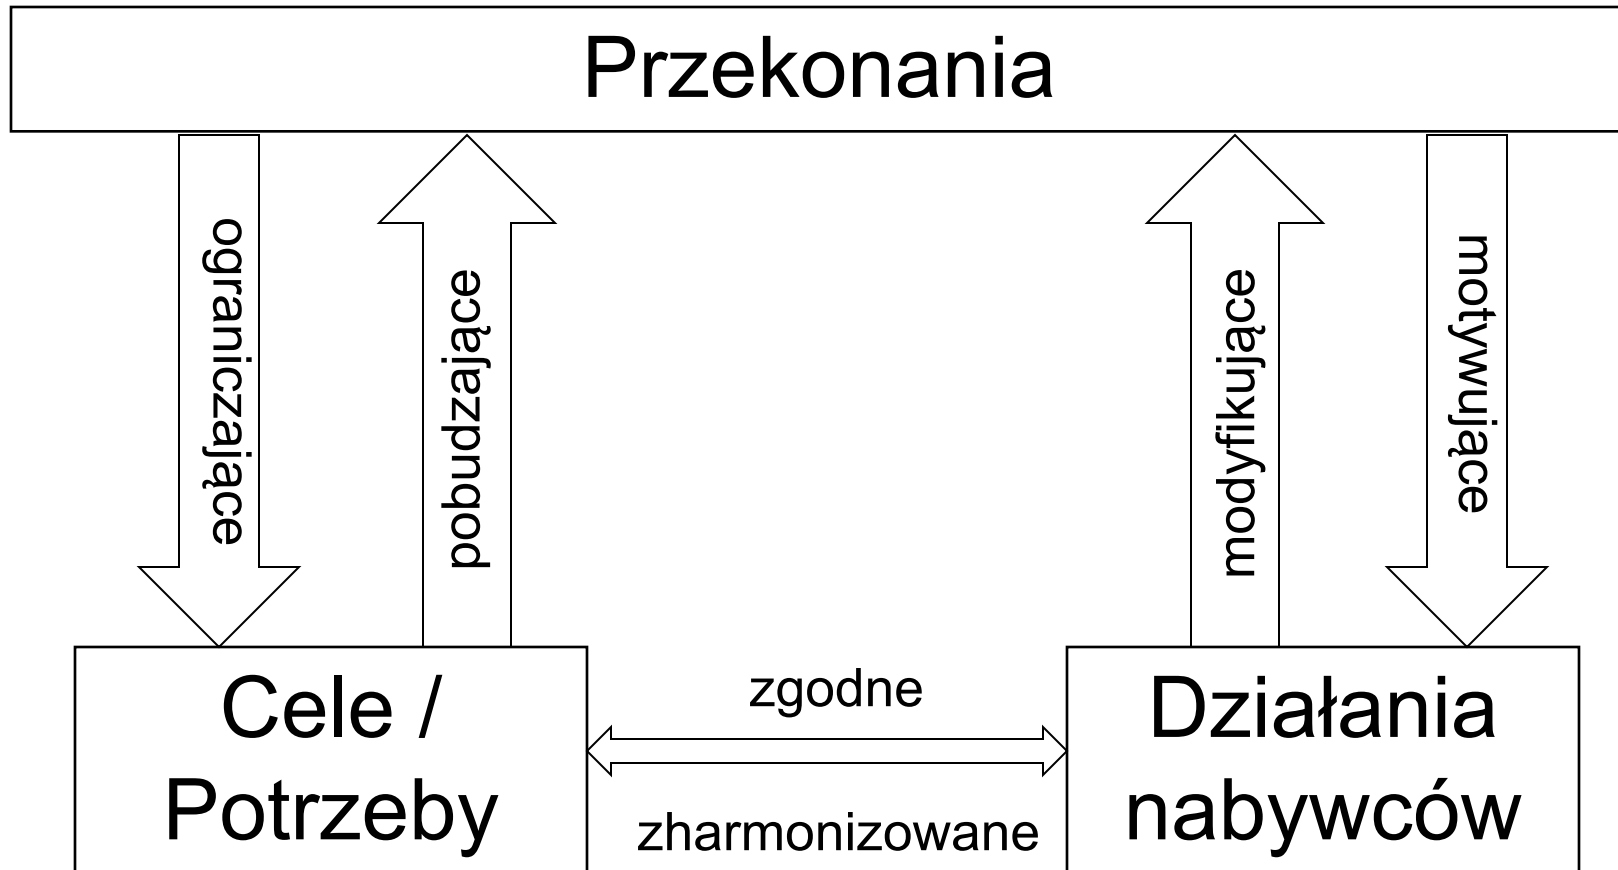 Przekonania
ograniczające
pobudzające
modyfikujące
motywujące
Cele /
Potrzeby
zgodne
zharmonizowane
Działania
nabywców